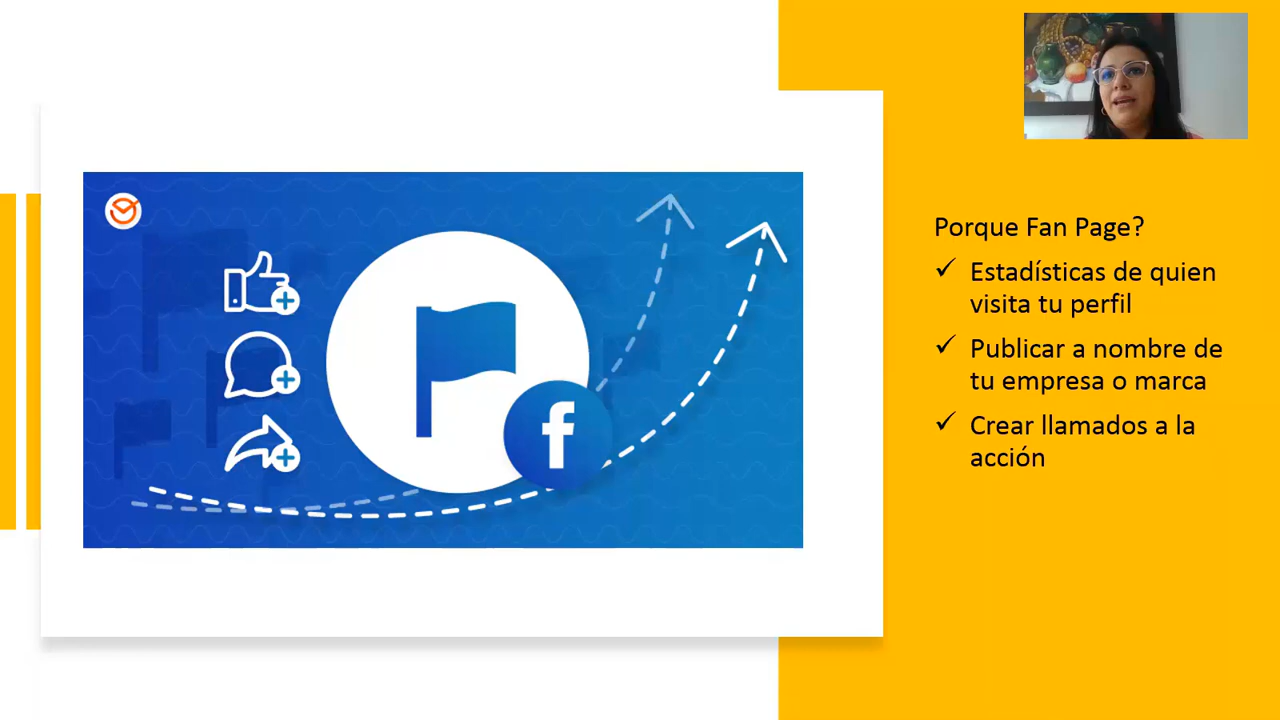 Porque Fan Page?
✓ Estadísticas de quien
visita tu perfil
✓ Publicar a nombre de
tu empresa o marca
✓ Crear llamados a la
acción
f